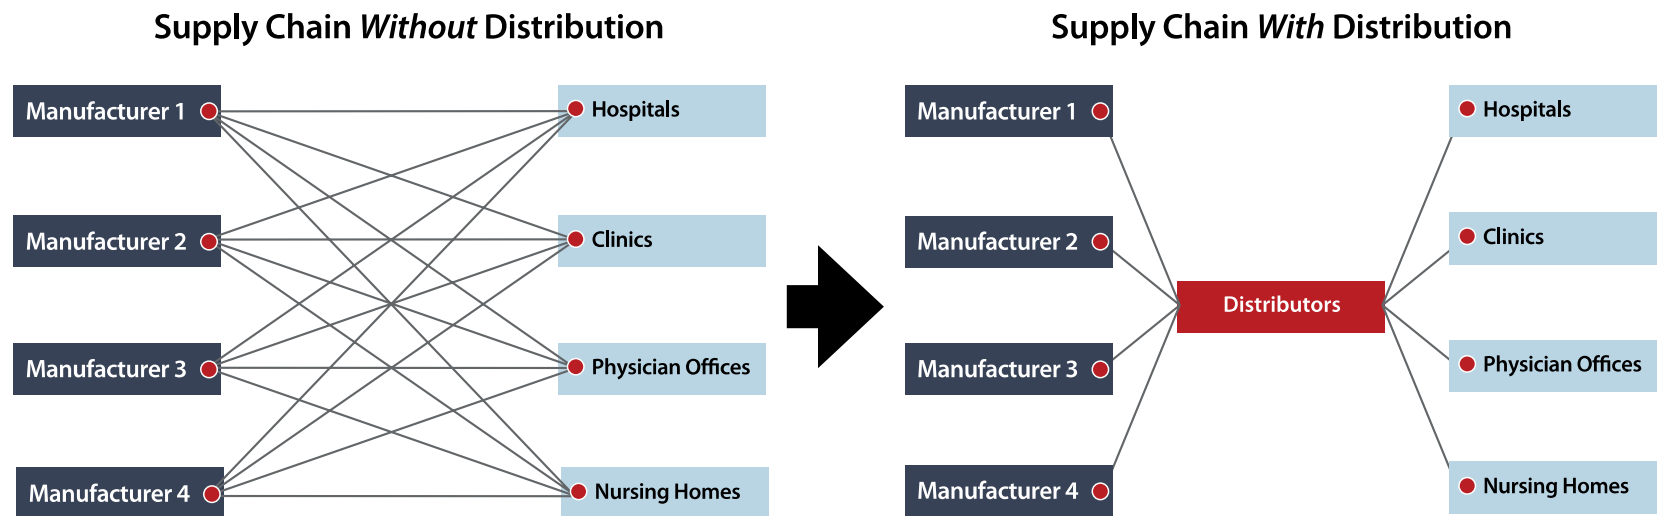 Supply Chain Without Distribution
Manufacturer 1
Hospitals
Manufacturer 2
Clinics
Manufacturer 3
Physician Offices
Manufacturer 4
Nursing Homes
Supply Chain With Distribution
Manufacturer 1
Hospitals
Manufacturer 2
Clinics
Distributors
Manufacturer 3
Physician Offices
Manufacturer 4
Nursing Homes